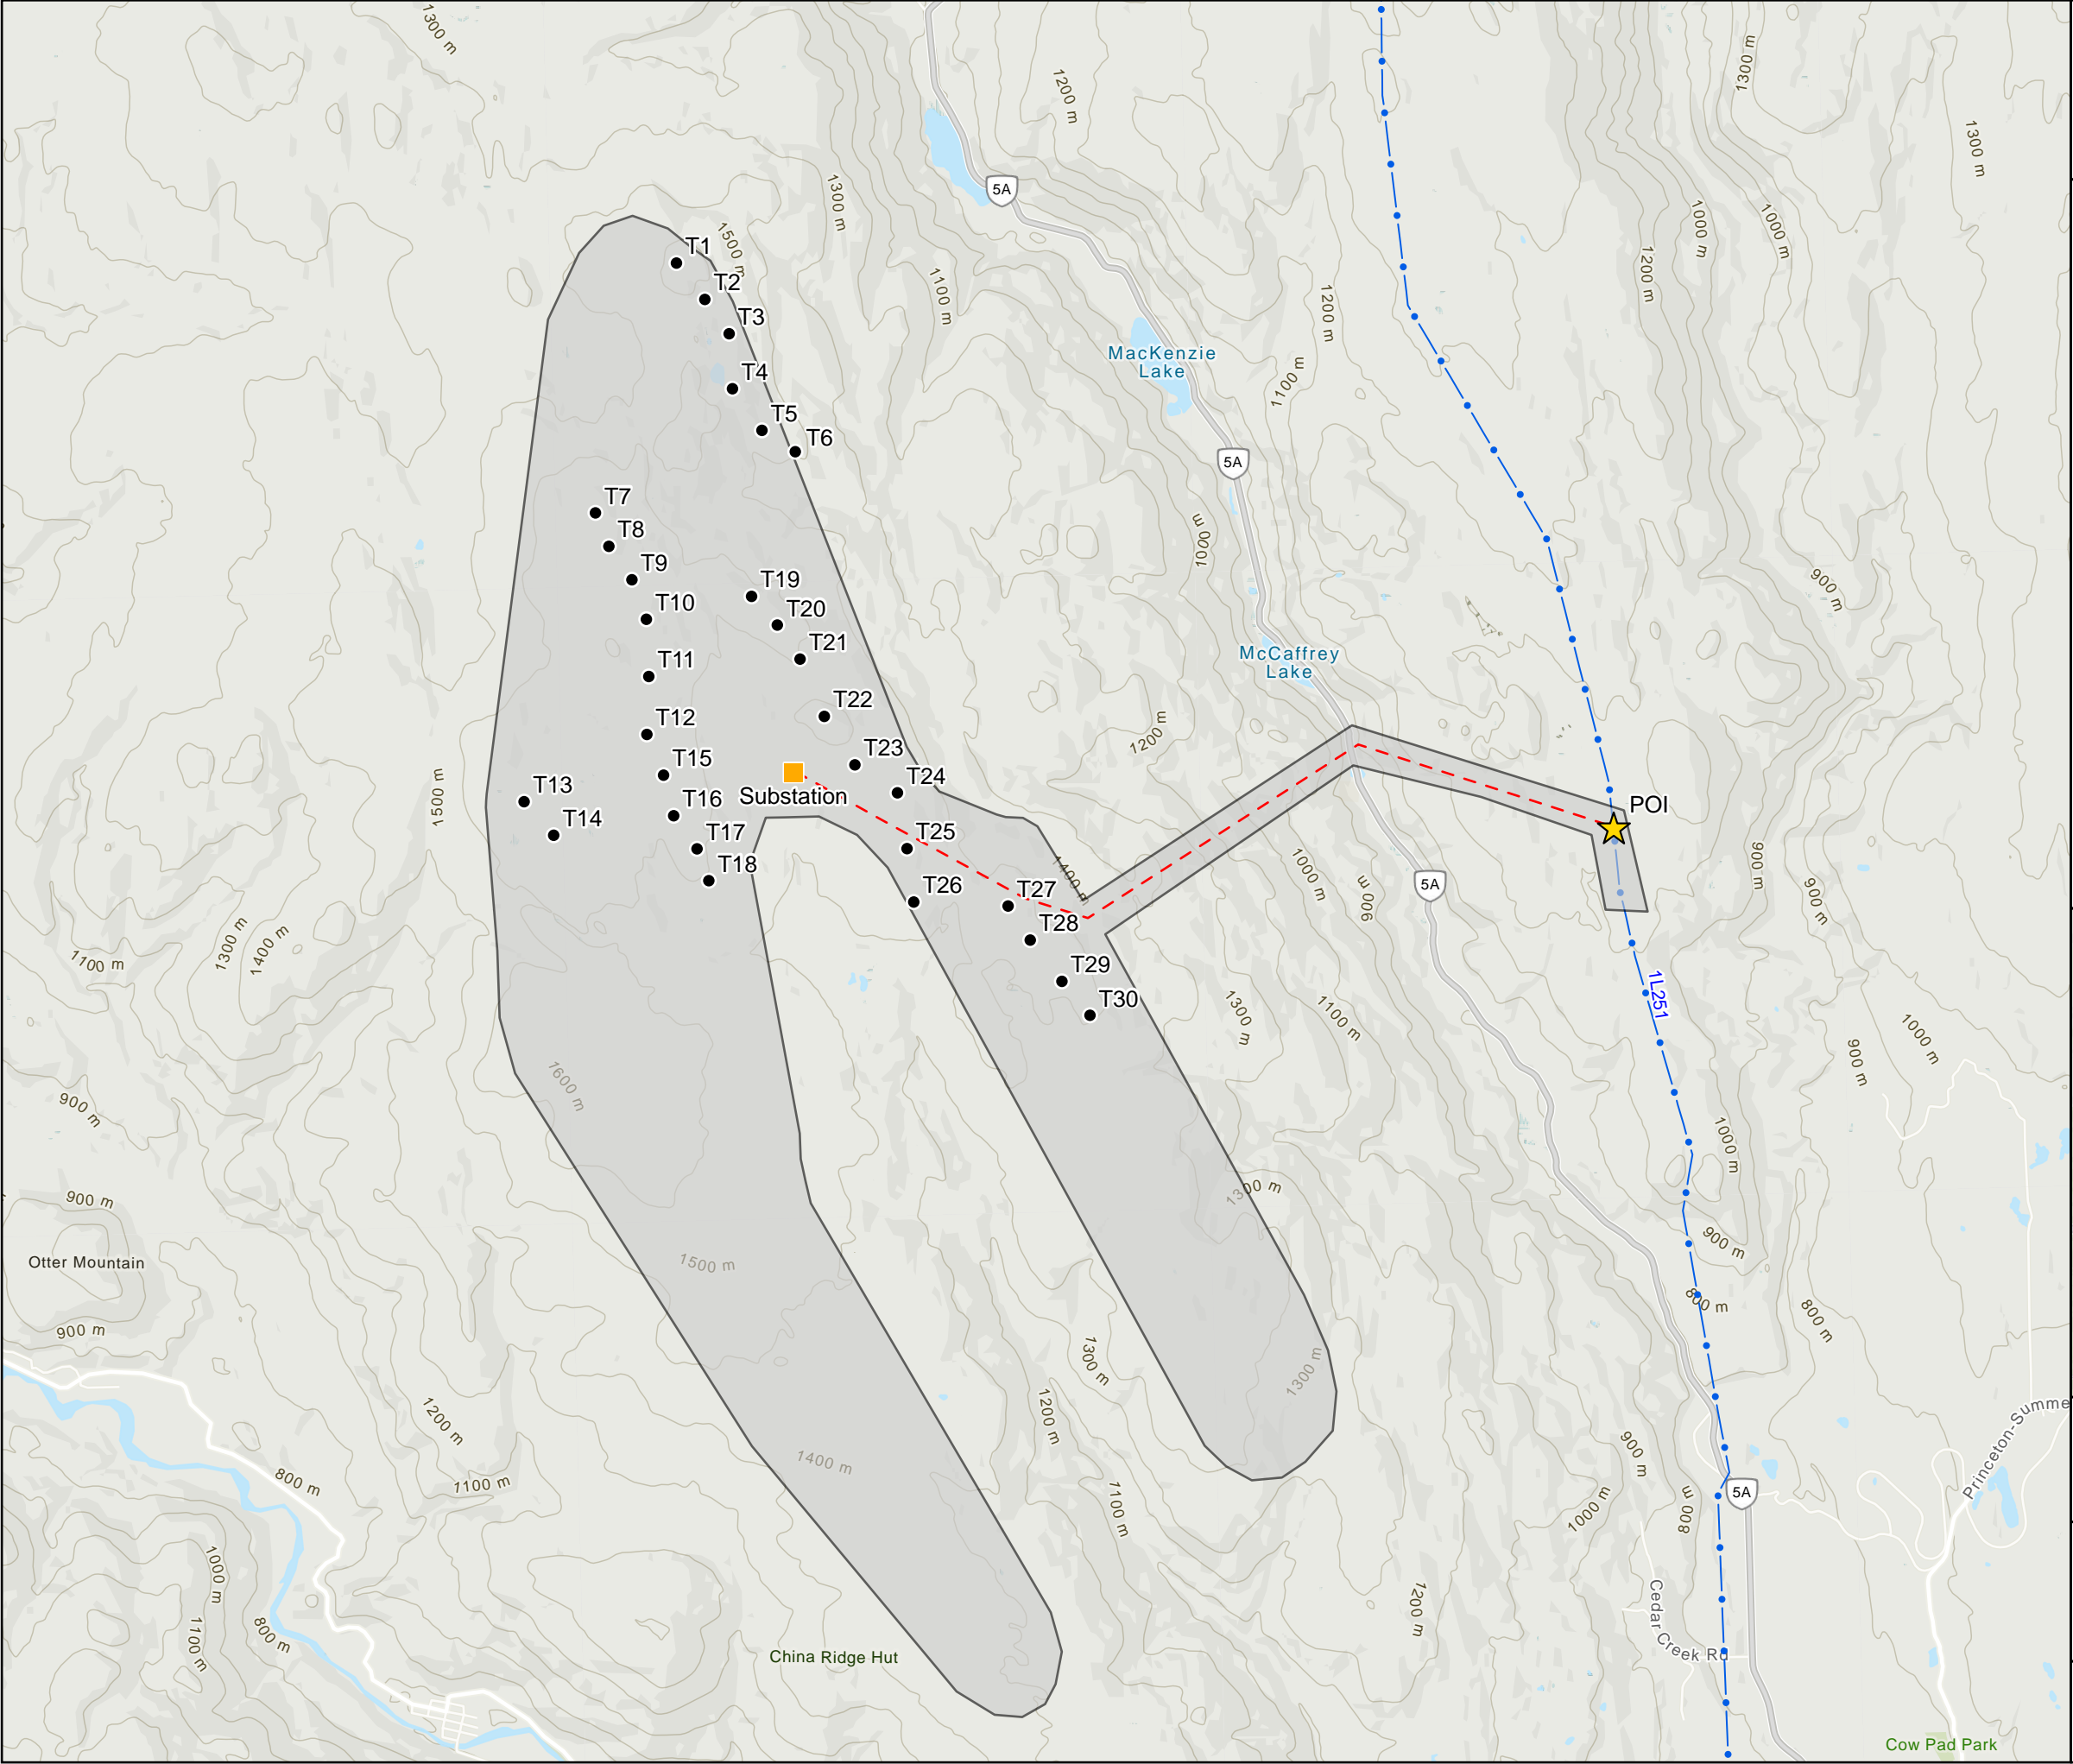 1300 m
1200 m
1300 m
1300 m
5A
1300 m
1500 m
1000 m
1000 m
T1
1200 m
T2
1100 m
1200 m
T3
MacKenzie
Lake
1100 m
T4
T5
T6
5A
T7
T8
1000 m
T9
T19
900 m
T10
T20
T21
McCaffrey
Lake
T11
T22
1200 m
T12
T23
T15
T24
1500 m
T13
Substation
POI
T16
T14
T25
T17
T18
1400 m
1000 m
900 m
5A
900 m
900 m
T26
T27
T28
1300 m
1400 m
1100 m
T29
T30
1L251
1300 m
1100 m
1000 m
900 m
1600 m
900 m
1000 m
900 m
1300 m
900 m
Otter Mountain
1500 m
800 m
800 m
900 m
1300 m
1300 m
1200 m
1200 m
Princeton-Summe
900 m
1400 m
800 m
1100 m
1100 m
1000 m
800 m
5A
1000 m
1100 m
800 m
1200 m
Cedar Creek Rd
China Ridge Hut
Cow Pad Park